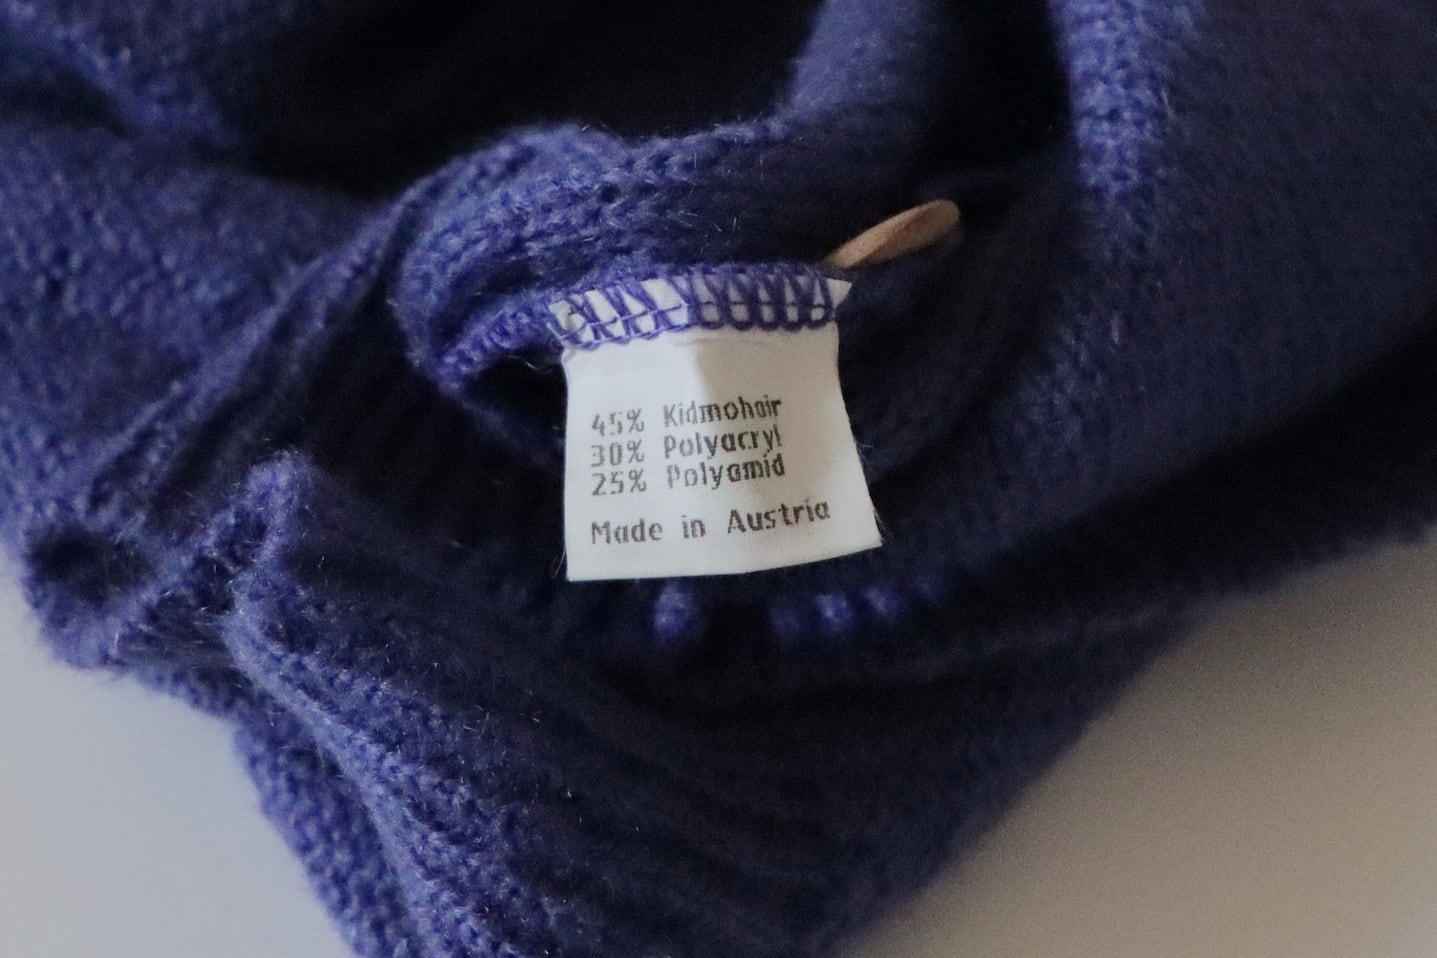 45% Kidmohair
30% Polyacryl
25% Polyamid
Made in Austria